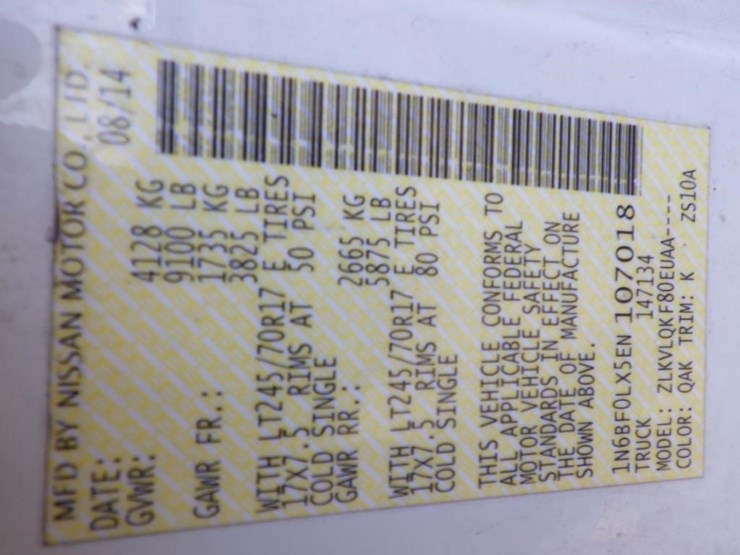 MFD BY NISSAN MOTOR CO., LTD.
DATE: 08/14
GVWR: 4128 KG
9100 LB
GAWR FR.: 1735 KG
3825 LB
WITH LT245/70R17 E TIRES
17X7.5 RIMS AT 50 PSI
COLD SINGLE
GAWR RR.: 2665 KG
5875 LB
WITH LT245/70R17 E TIRES
17X7.5 RIMS AT 80 PSI
COLD SINGLE
THIS VEHICLE CONFORMS TO
ALL APPLICABLE FEDERAL
MOTOR VEHICLE SAFETY
STANDARDS IN EFFECT ON
THE DATE OF MANUFACTURE
SHOWN ABOVE.
1N6BF0LX5EN 107018
TRUCK 147134
MODEL: ZLKVLQKF80EUAA----
COLOR: QAK TRIM: K ZS10A